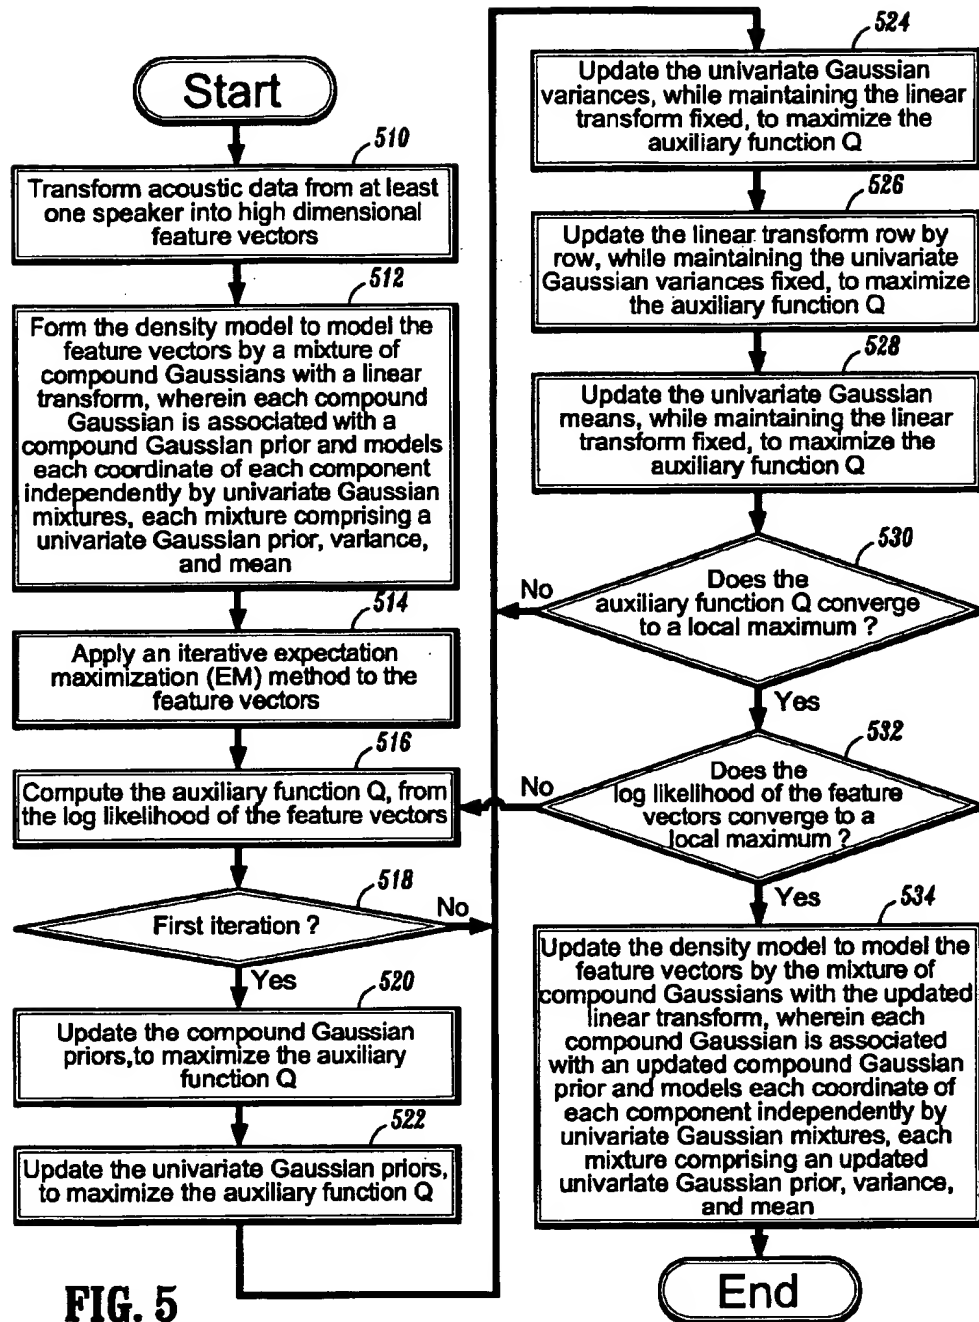 Start
510
Transform acoustic data from at least
one speaker into high dimensional
feature vectors
512
Form the density model to model the
feature vectors by a mixture of
compound Gaussians with a linear
transform, wherein each compound
Gaussian is associated with a
compound Gaussian prior and models
each coordinate of each component
independently by univariate Gaussian
mixtures, each mixture comprising a
univariate Gaussian prior, variance,
and mean
514
Apply an iterative expectation
maximization (EM) method to the
feature vectors
516
Compute the auxiliary function Q, from
the log likelihood of the feature vectors
518
First iteration ?
No
Yes
520
Update the compound Gaussian
priors,to maximize the auxiliary
function Q
522
Update the univariate Gaussian priors,
to maximize the auxiliary function Q
524
Update the univariate Gaussian
variances, while maintaining the linear
transform fixed, to maximize the
auxiliary function Q
526
Update the linear transform row by
row, while maintaining the univariate
Gaussian variances fixed, to maximize
the auxiliary function Q
528
Update the univariate Gaussian
means, while maintaining the linear
transform fixed, to maximize the
auxiliary function Q
530
Does the
auxiliary function Q converge
to a local maximum ?
No
Yes
532
Does the
log likelihood of the feature
vectors converge to a
local maximum ?
No
Yes
534
Update the density model to model the
feature vectors by the mixture of
compound Gaussians with the updated
linear transform, wherein each
compound Gaussian is associated
with an updated compound Gaussian
prior and models each coordinate of
each component independently by
univariate Gaussian mixtures, each
mixture comprising an updated
univariate Gaussian prior, variance,
and mean
End
FIG. 5